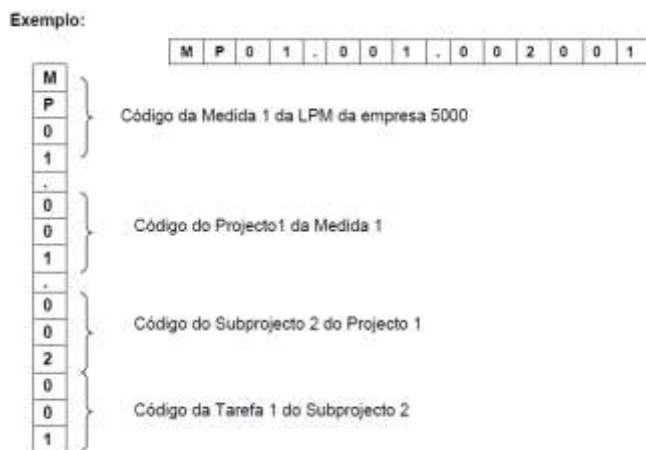 Exemplo:
M P 0 1 . 0 0 1 . 0 0 2 0 0 1
M
P
0
1
Código da Medida 1 da LPM da empresa 5000
.
0
0
1
Código do Projecto1 da Medida 1
.
0
0
2
Código do Subprojecto 2 do Projecto 1
0
0
1
Código da Tarefa 1 do Subprojecto 2